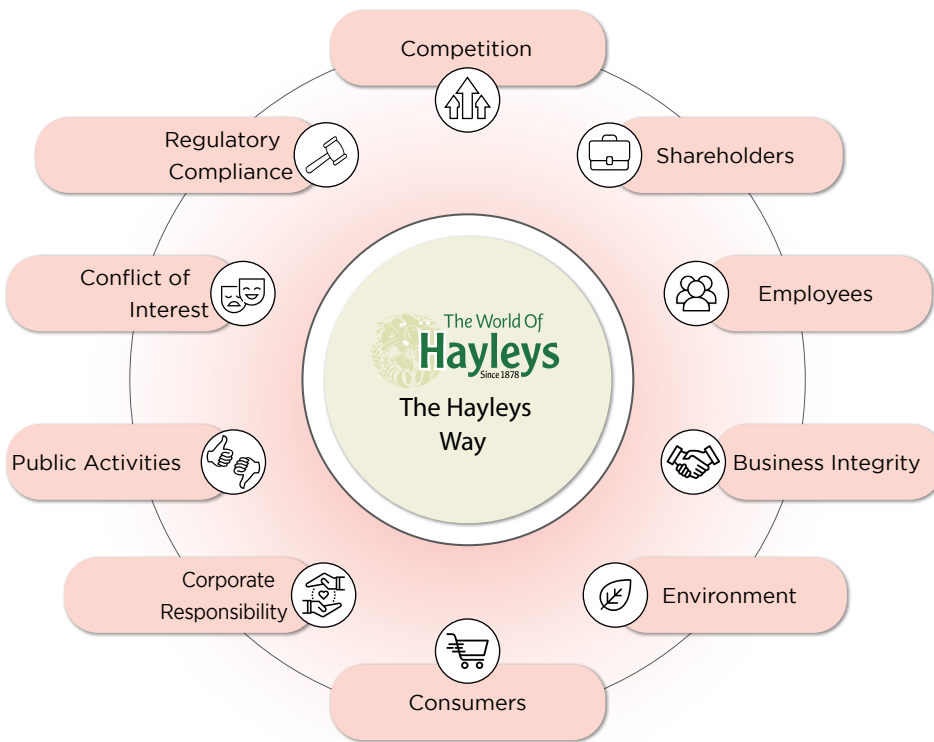 Competition
Regulatory
Compliance
Shareholders
Conflict of
Interest
Employees
The World Of
Hayleys
Since 1878
The Hayleys
Way
Public Activities
Business Integrity
Corporate
Responsibility
Environment
Consumers